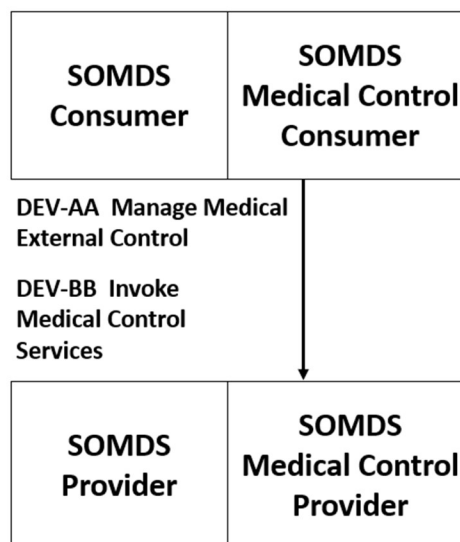 SOMDS
Consumer
SOMDS
Medical Control
Consumer
DEV-AA Manage Medical
External Control
DEV-BB Invoke
Medical Control
Services
SOMDS
Provider
SOMDS
Medical Control
Provider